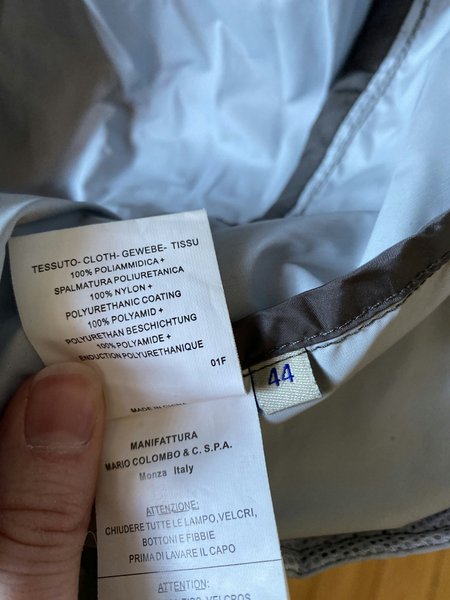 TESSUTO- CLOTH- GEWEBE- TISSU
100% POLIAMMIDICA +
SPALMATURA POLIURETANICA
100% NYLON +
POLYURETHANIC COATING
100% POLYAMID +
POLYURETHAN BESCHICHTUNG
100% POLYAMIDE +
ENDUCTION POLYURETHANIQUE
01F
44
MADE IN CHINA
MANIFATTURA
MARIO COLOMBO & C. S.P.A.
Monza Italy
ATTENZIONE:
CHIUDERE TUTTE LE LAMPO,VELCRI,
BOTTONI E FIBBIE
PRIMA DI LAVARE IL CAPO
ATTENTION:
VELCROS